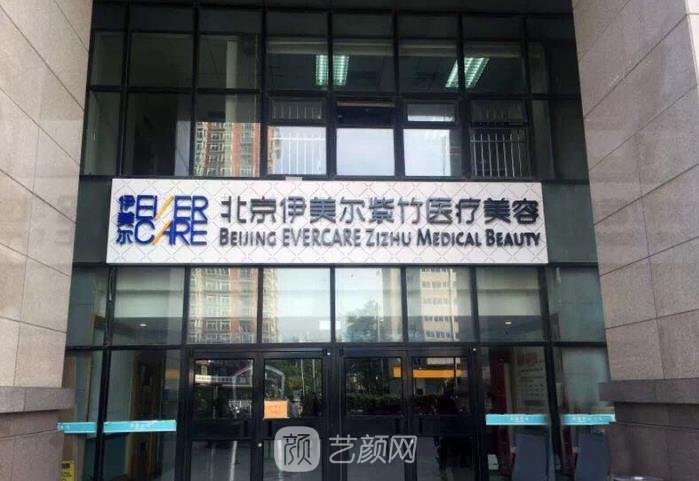 伊美尔 EVERCARE
北京伊美尔紫竹医疗美容
BEIJING EVERCARE ZIZHU MEDICAL BEAUTY
颜 艺颜网